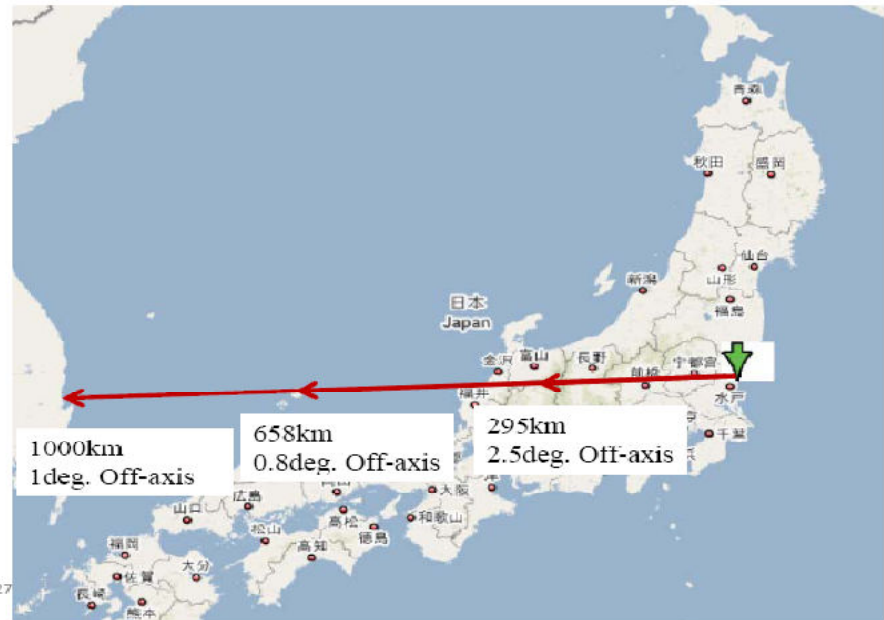 青森
秋田
盛岡
仙台
山形
新潟
福島
日本
Japan
金沢
富山
長野
前橋
宇都宮
水戸
福井
千葉
1000km
1deg. Off-axis
658km
0.8deg. Off-axis
295km
2.5deg. Off-axis
山口
広島
大阪
津
和歌山
高松
徳島
松山
高知
福岡
佐賀
大分
長崎
熊本
27